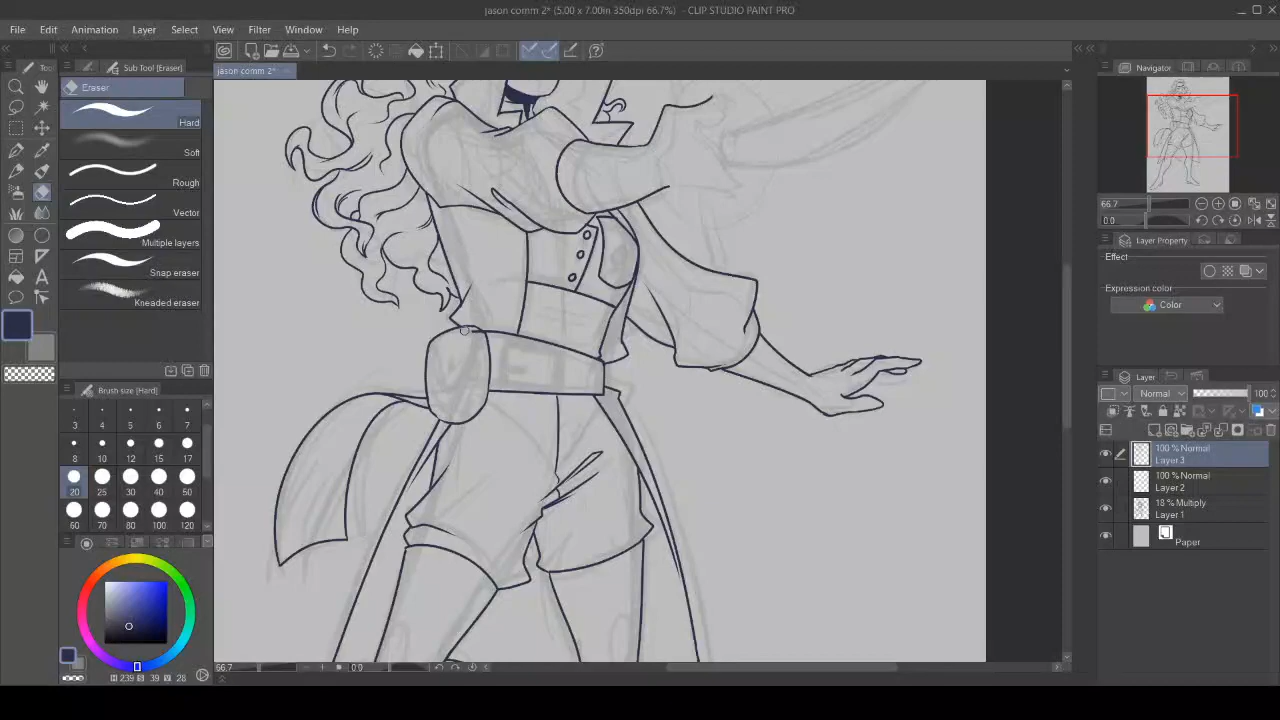 jason comm 2* (5.00 x 7.00in 350dpi 66.7%) - CLIP STUDIO PAINT PRO
File Edit Animation Layer Select View Filter Window Help
Too Sub Tool [Eraser]
Navigator
jason comm 2*
Eraser
Hard
Soft
Rough
Vector
Multiple layers
Snap eraser
Kneaded eraser
66.7
0.0
Layer Property
Effect
Expression color
Color
Brush size [Hard]
3 4 5 6 7
8 10 12 15 17
20 25 30 40 50
60 70 80 100 120
Layer
Normal 100
100 % Normal
Layer 3
100 % Normal
Layer 2
18 % Multiply
Layer 1
Paper
66.7 0.0
H 239 S 39 V 28